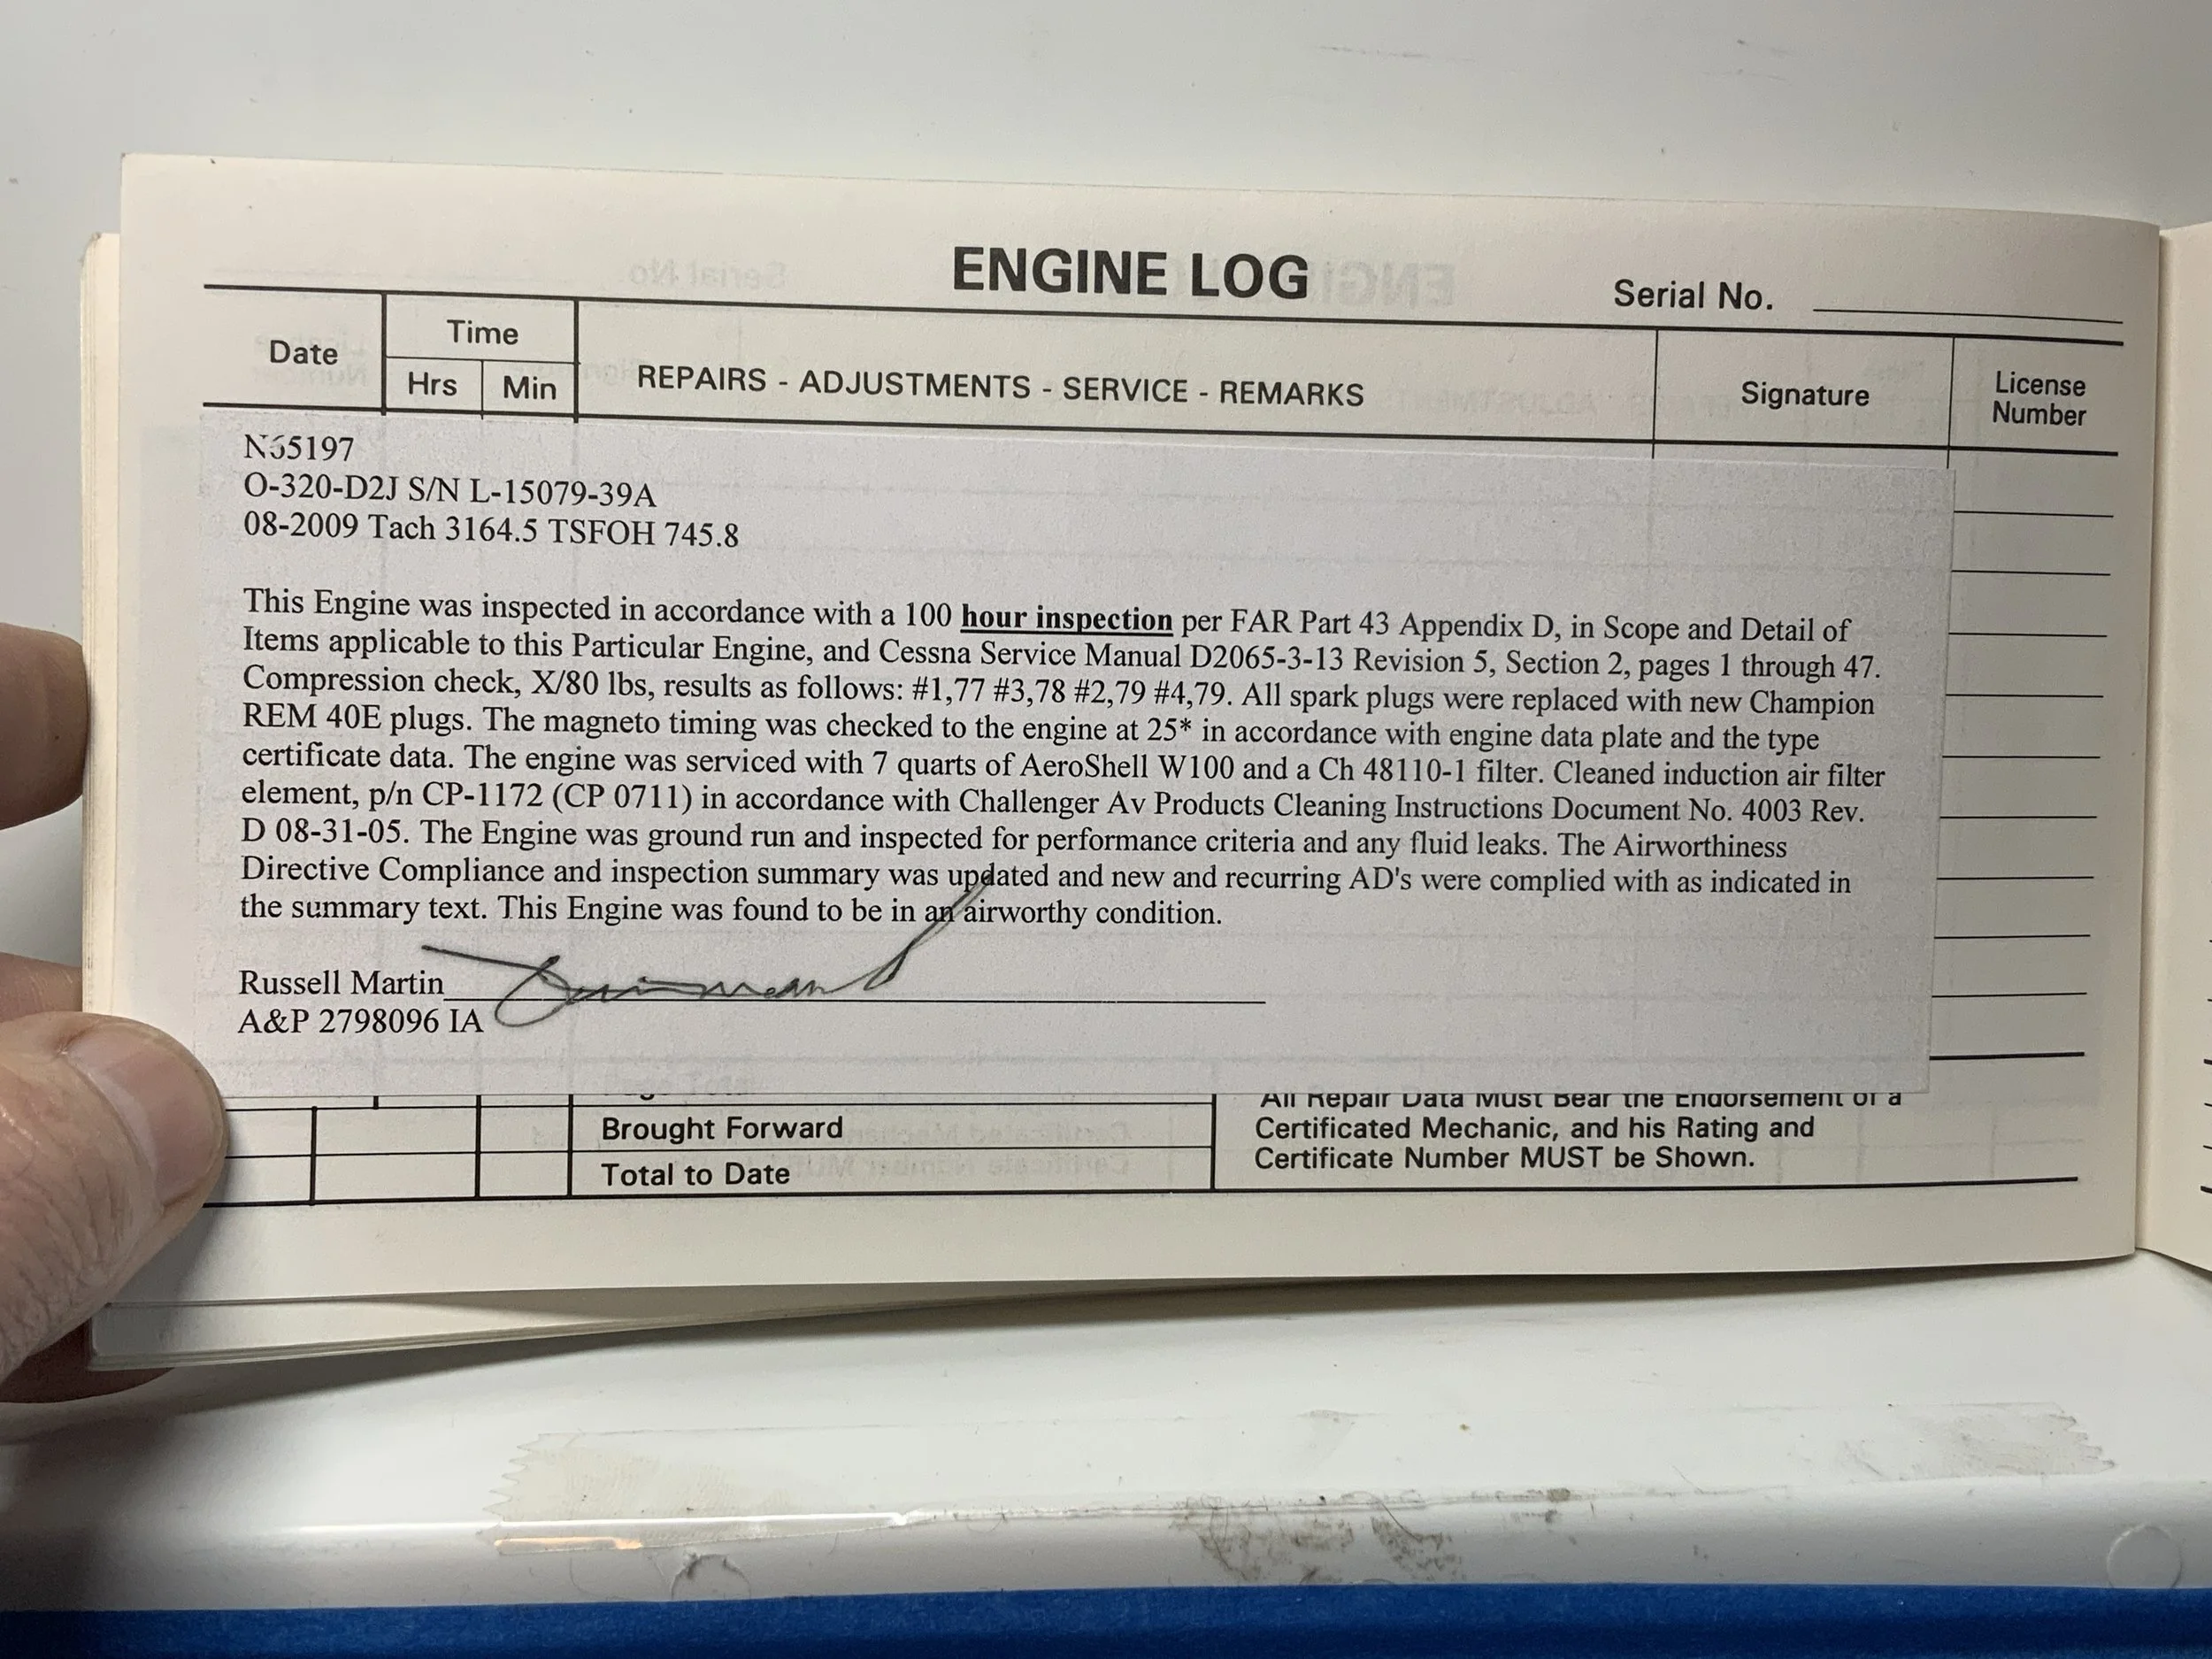 ENGINE LOG
Serial No.
Date
Time
Hrs
Min
REPAIRS - ADJUSTMENTS - SERVICE - REMARKS
Signature
License
Number
O-320-D2J S/N L-15079-39A
08-2009 Tach 3164.5 TSFOH 745.8
This Engine was inspected in accordance with a 100 hour inspection per FAR Part 43 Appendix D, in Scope and Detail of
Items applicable to this Particular Engine, and Cessna Service Manual D2065-3-13 Revision 5, Section 2, pages 1 through 47.
Compression check, X/80 lbs, results as follows: #1,77 #3,78 #2,79 #4,79. All spark plugs were replaced with new Champion
REM 40E plugs. The magneto timing was checked to the engine at 25* in accordance with engine data plate and the type
certificate data. The engine was serviced with 7 quarts of AeroShell W100 and a Ch 48110-1 filter. Cleaned induction air filter
element, p/n CP-1172 (CP 0711) in accordance with Challenger Av Products Cleaning Instructions Document No. 4003 Rev.
D 08-31-05. The Engine was ground run and inspected for performance criteria and any fluid leaks. The Airworthiness
Directive Compliance and inspection summary was updated and new and recurring AD's were complied with as indicated in
the summary text. This Engine was found to be in an airworthy condition.
Russell Martin
A&P 2798096 IA
Brought Forward
Total to Date
All Repair Data Must Bear the Endorsement of a
Certificated Mechanic, and his Rating and
Certificate Number MUST be Shown.